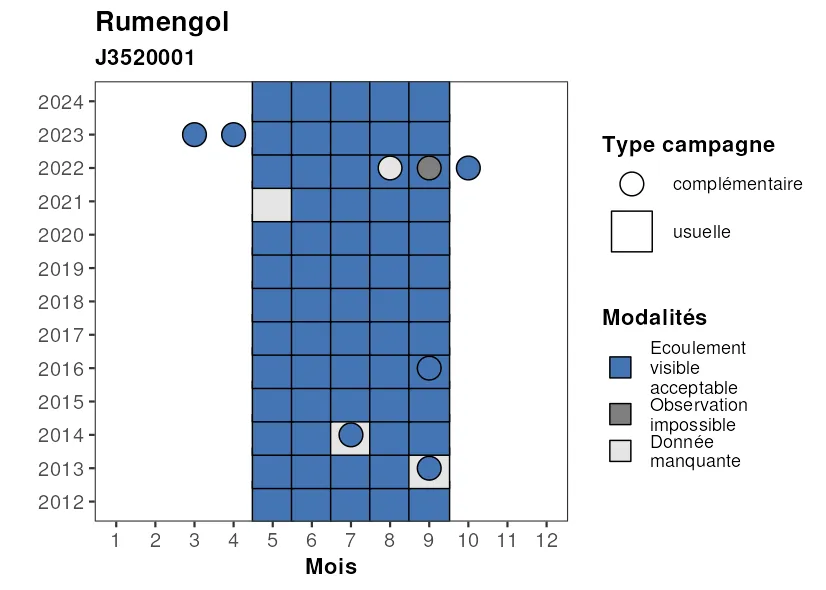 Rumengol
J3520001
2024
2023
2022
2021
2020
2019
2018
2017
2016
2015
2014
2013
2012
1 2 3 4 5 6 7 8 9 10 11 12
Mois
Type campagne
complémentaire
usuelle
Modalités
Ecoulement
visible
acceptable
Observation
impossible
Donnée
manquante